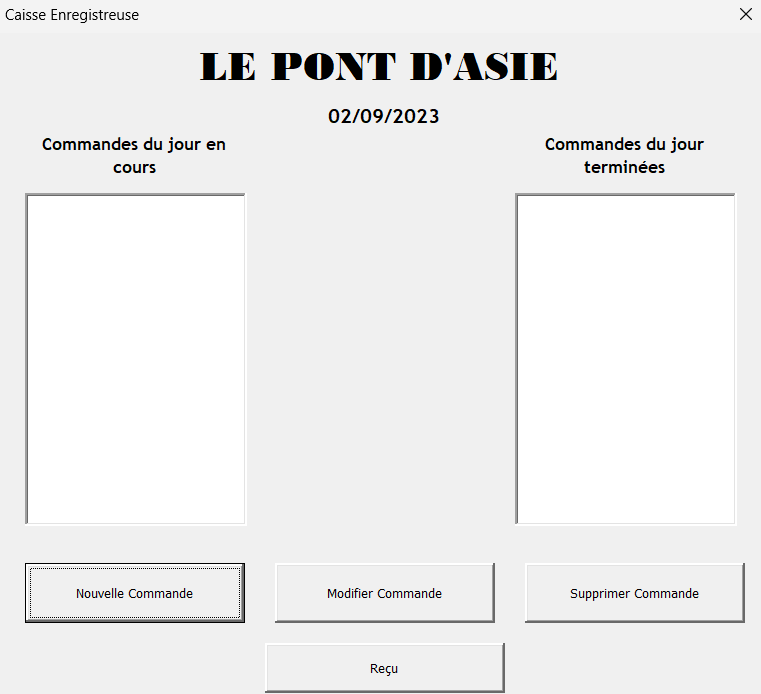 Caisse Enregistreuse
LE PONT D'ASIE
02/09/2023
Commandes du jour en
cours
Commandes du jour
terminées
Nouvelle Commande
Modifier Commande
Supprimer Commande
Reçu